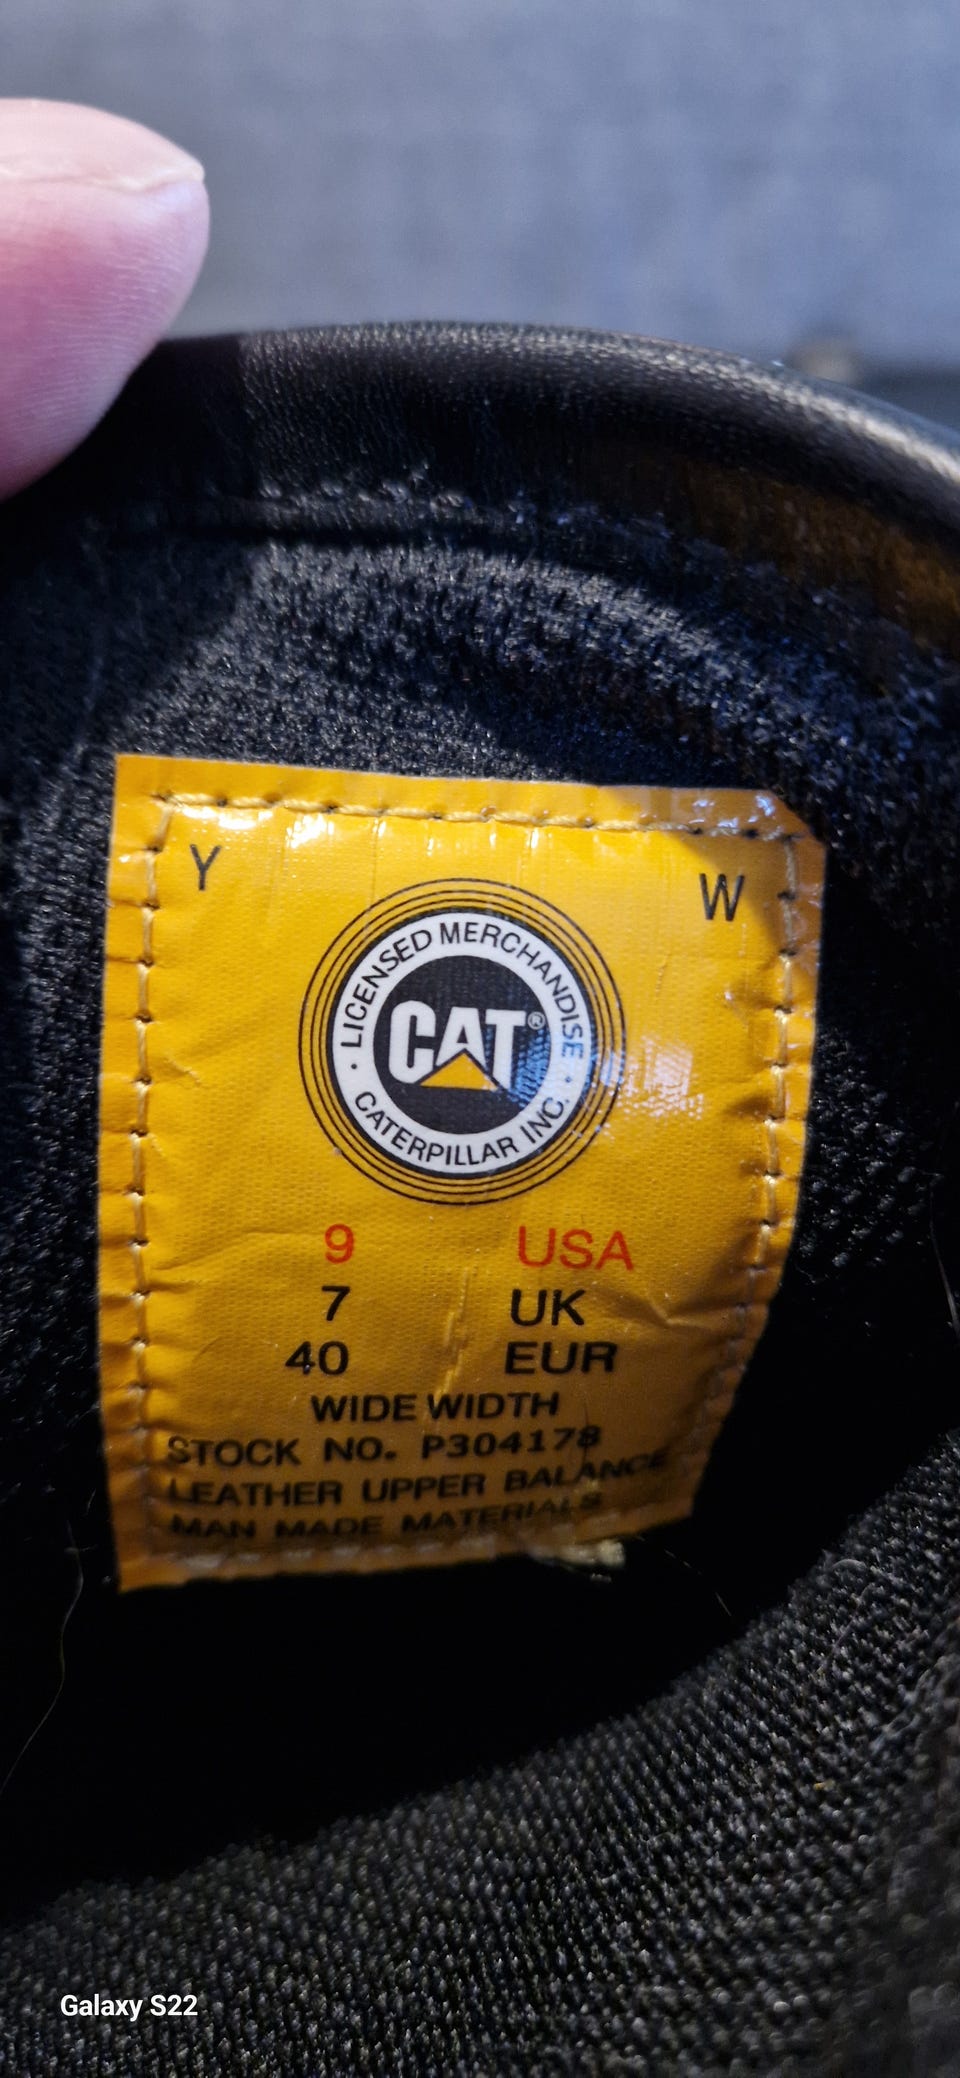 Y W
LICENSED MERCHANDISE
CAT®
CATERPILLAR INC.
9 USA
7 UK
40 EUR
WIDE WIDTH
STOCK NO. P304178
LEATHER UPPER BALANCE
MAN MADE MATERIALS
Galaxy S22